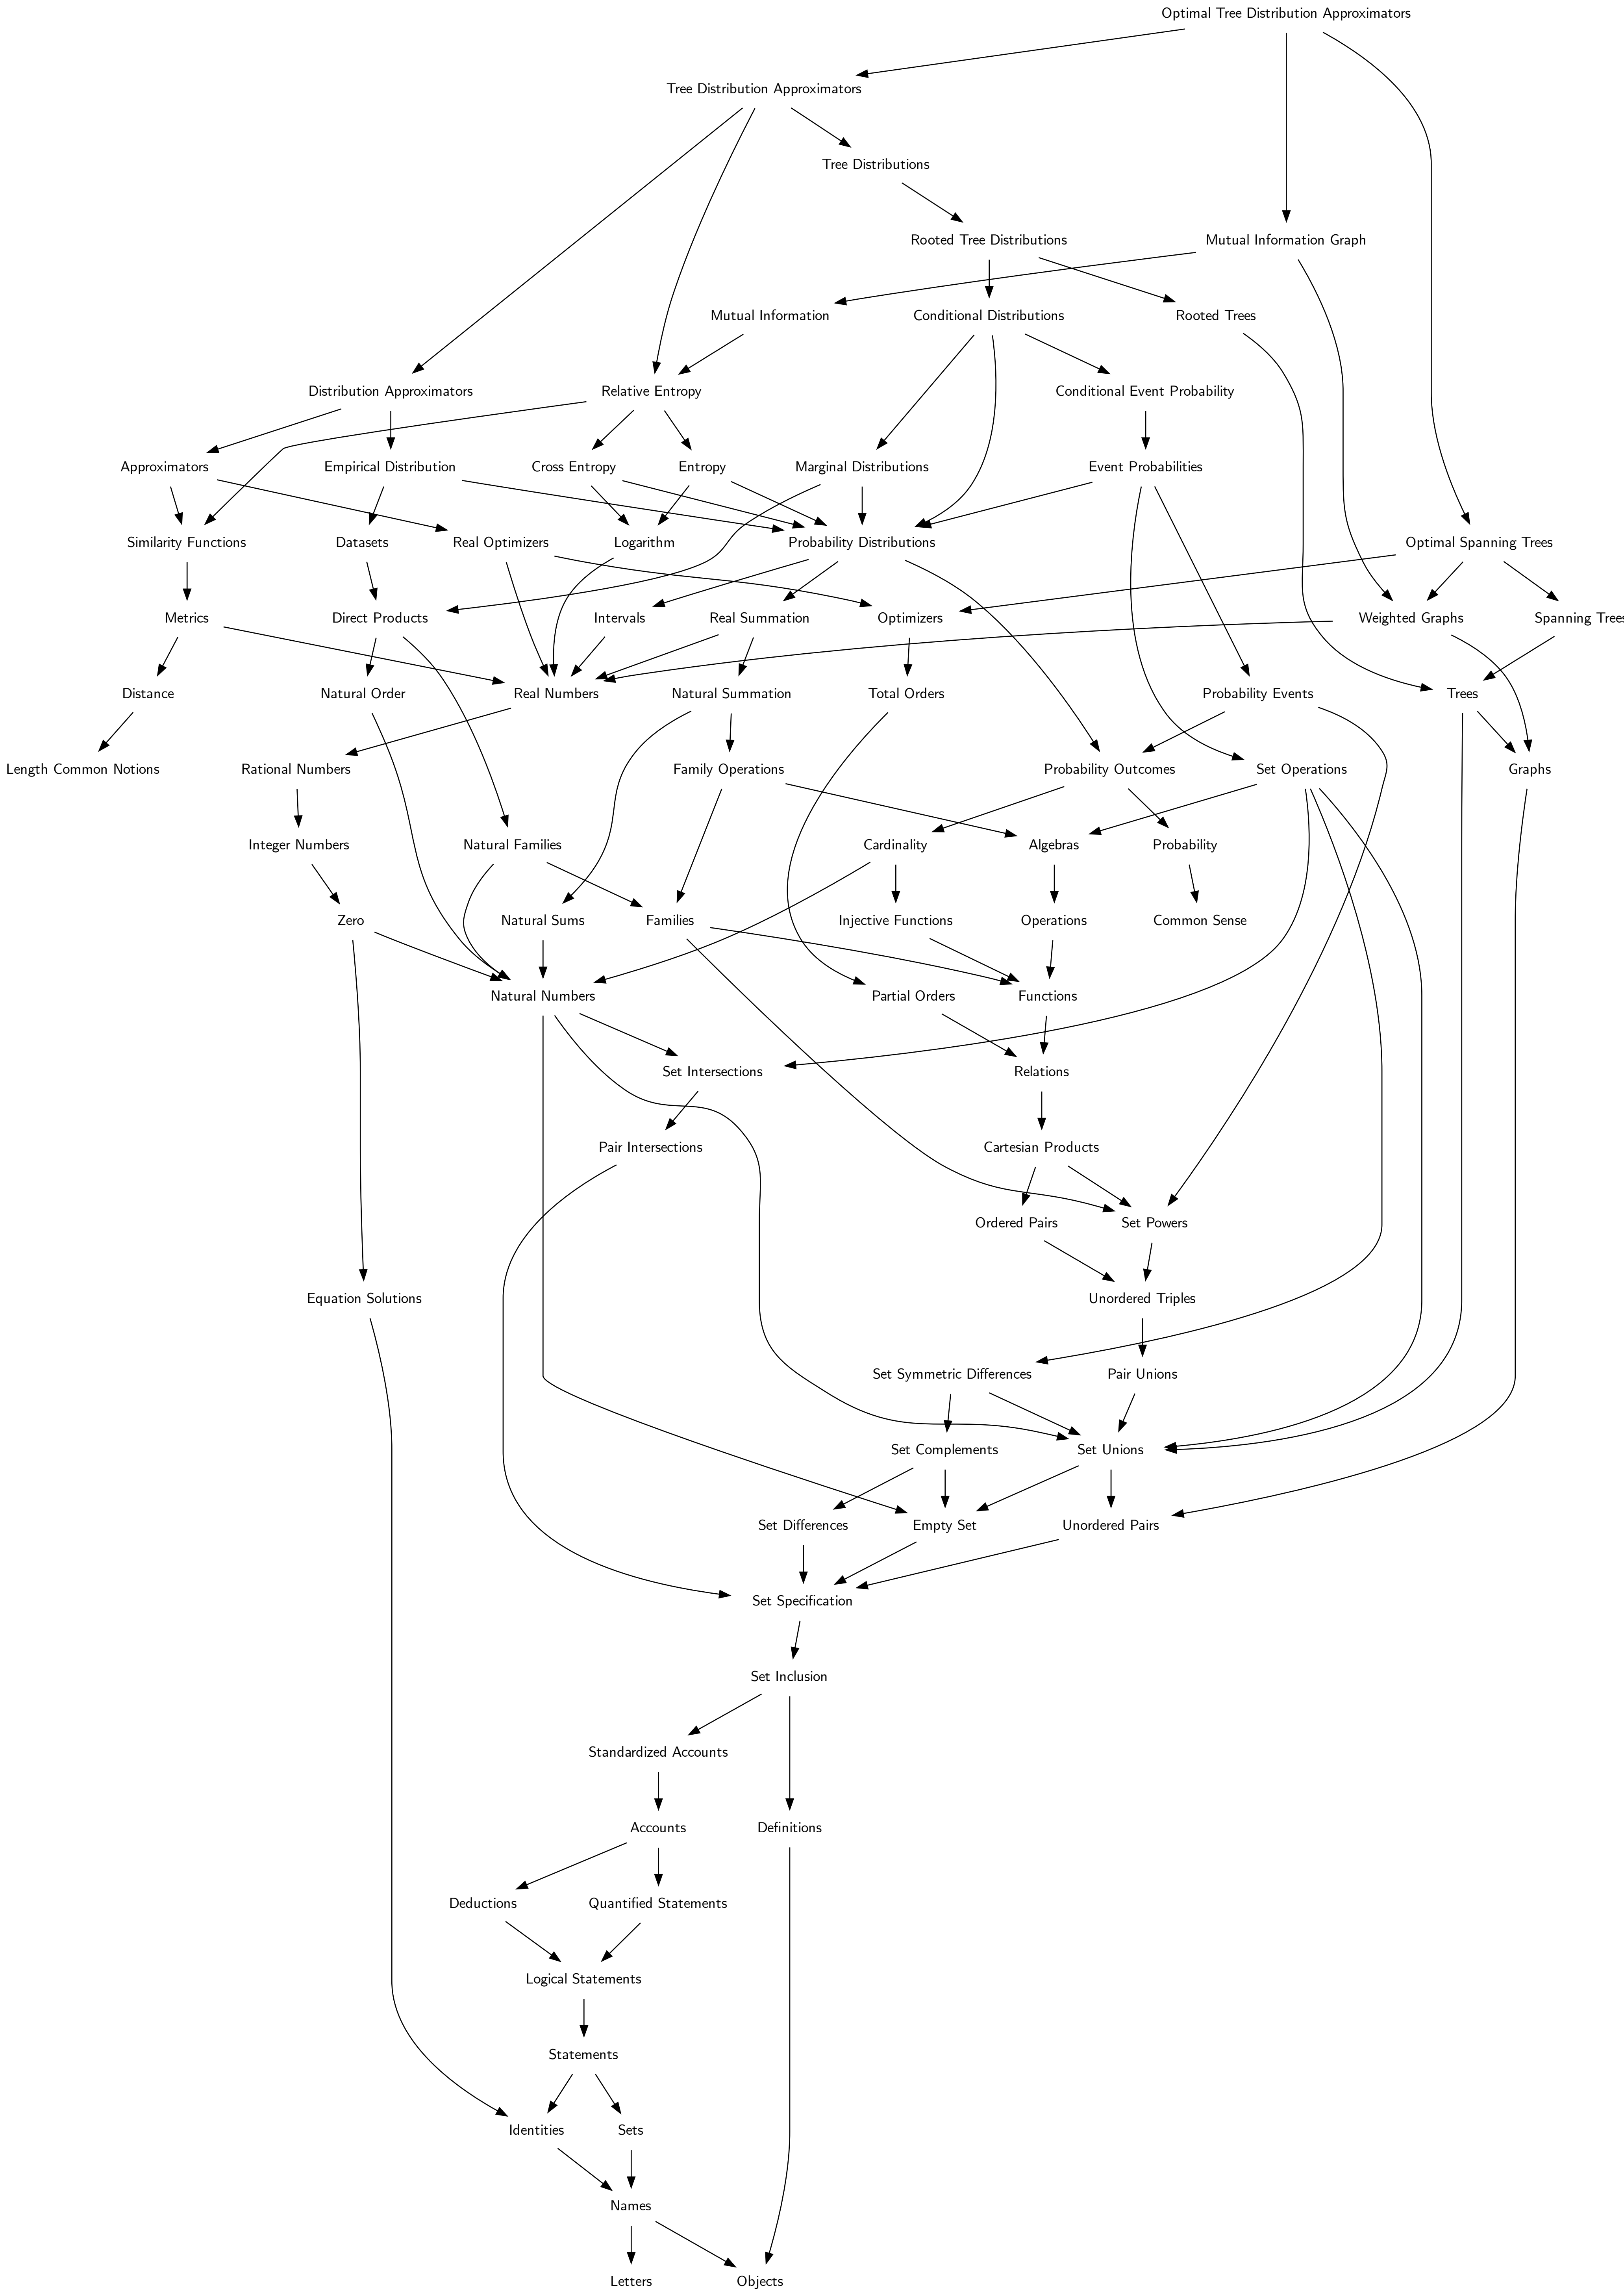 Optimal Tree Distribution Approximators
Tree Distribution Approximators
Tree Distributions
Rooted Tree Distributions
Mutual Information Graph
Mutual Information
Conditional Distributions
Rooted Trees
Distribution Approximators
Relative Entropy
Conditional Event Probability
Approximators
Empirical Distribution
Cross Entropy
Entropy
Marginal Distributions
Event Probabilities
Similarity Functions
Datasets
Real Optimizers
Logarithm
Probability Distributions
Optimal Spanning Trees
Metrics
Direct Products
Intervals
Real Summation
Optimizers
Weighted Graphs
Spanning Trees
Distance
Natural Order
Real Numbers
Natural Summation
Total Orders
Probability Events
Trees
Length Common Notions
Rational Numbers
Family Operations
Probability Outcomes
Set Operations
Graphs
Integer Numbers
Natural Families
Cardinality
Algebras
Probability
Zero
Natural Sums
Families
Injective Functions
Operations
Common Sense
Natural Numbers
Partial Orders
Functions
Set Intersections
Relations
Pair Intersections
Cartesian Products
Ordered Pairs
Set Powers
Equation Solutions
Unordered Triples
Set Symmetric Differences
Pair Unions
Set Complements
Set Unions
Set Differences
Empty Set
Unordered Pairs
Set Specification
Set Inclusion
Standardized Accounts
Accounts
Definitions
Deductions
Quantified Statements
Logical Statements
Statements
Identities
Sets
Names
Letters
Objects